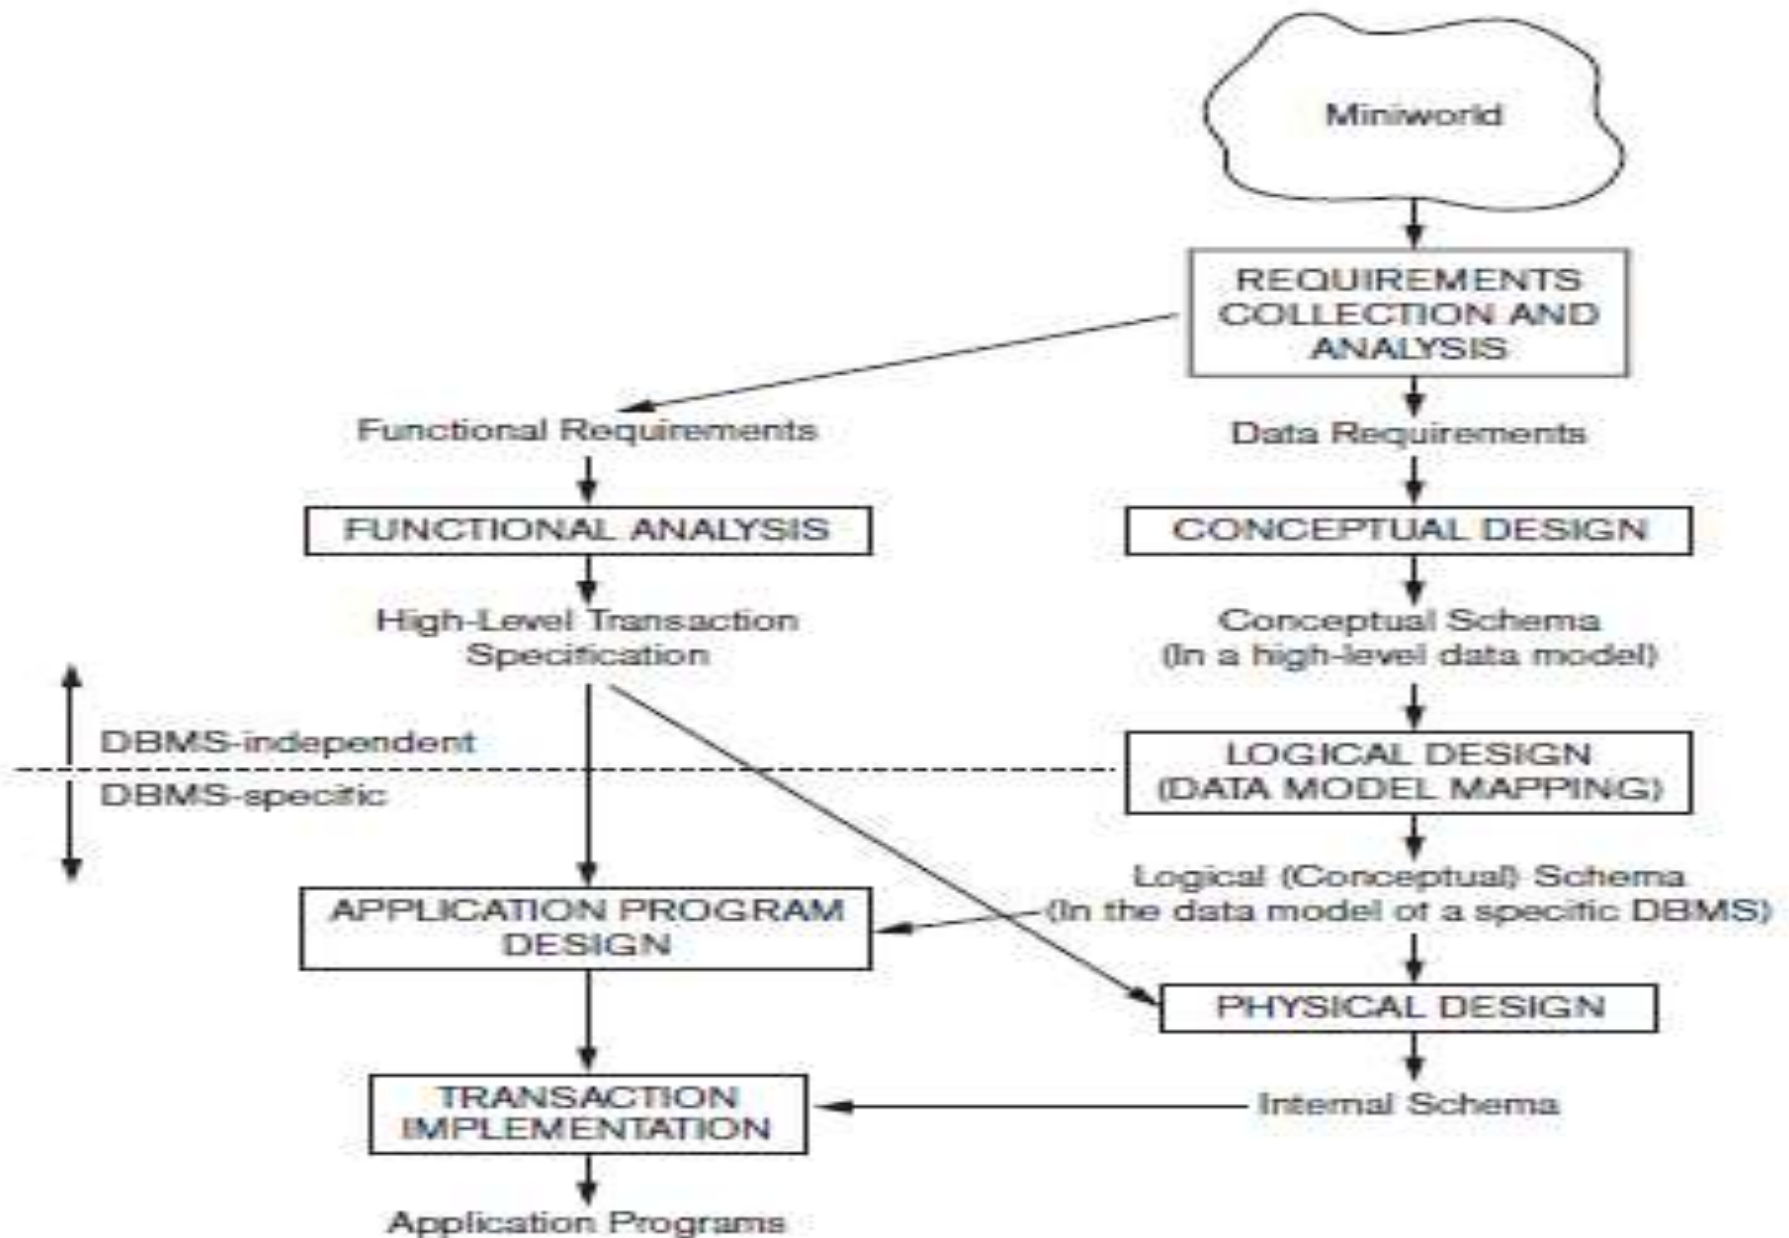 Miniworld
REQUIREMENTS
COLLECTION AND
ANALYSIS
Functional Requirements
Data Requirements
FUNCTIONAL ANALYSIS
CONCEPTUAL DESIGN
High-Level Transaction
Specification
Conceptual Schema
(In a high-level data model)
DBMS-independent
DBMS-specific
LOGICAL DESIGN
(DATA MODEL MAPPING)
Logical (Conceptual) Schema
(In the data model of a specific DBMS)
APPLICATION PROGRAM
DESIGN
PHYSICAL DESIGN
TRANSACTION
IMPLEMENTATION
Internal Schema
Application Programs